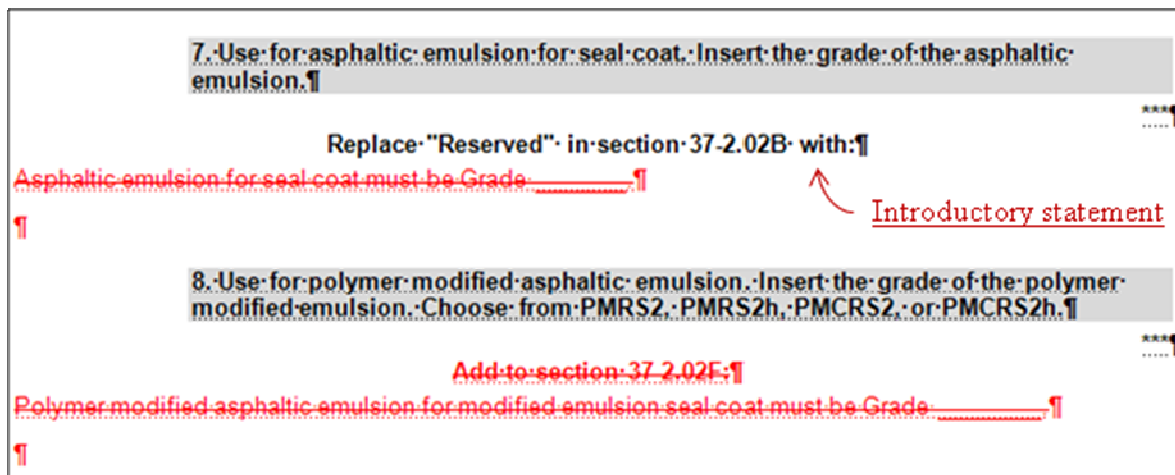 7. Use for asphaltic emulsion for seal coat. Insert the grade of the asphaltic
emulsion.¶
***¶
Replace "Reserved" in section 37-2.02B with:¶
Asphaltic emulsion for seal coat must be Grade ________.¶
¶
Introductory statement
8. Use for polymer modified asphaltic emulsion. Insert the grade of the polymer
modified emulsion. Choose from PMRS2, PMRS2h, PMCRS2, or PMCRS2h.¶
***¶
Add to section 37-2.02F:¶
Polymer modified asphaltic emulsion for modified emulsion seal coat must be Grade _________.¶
¶